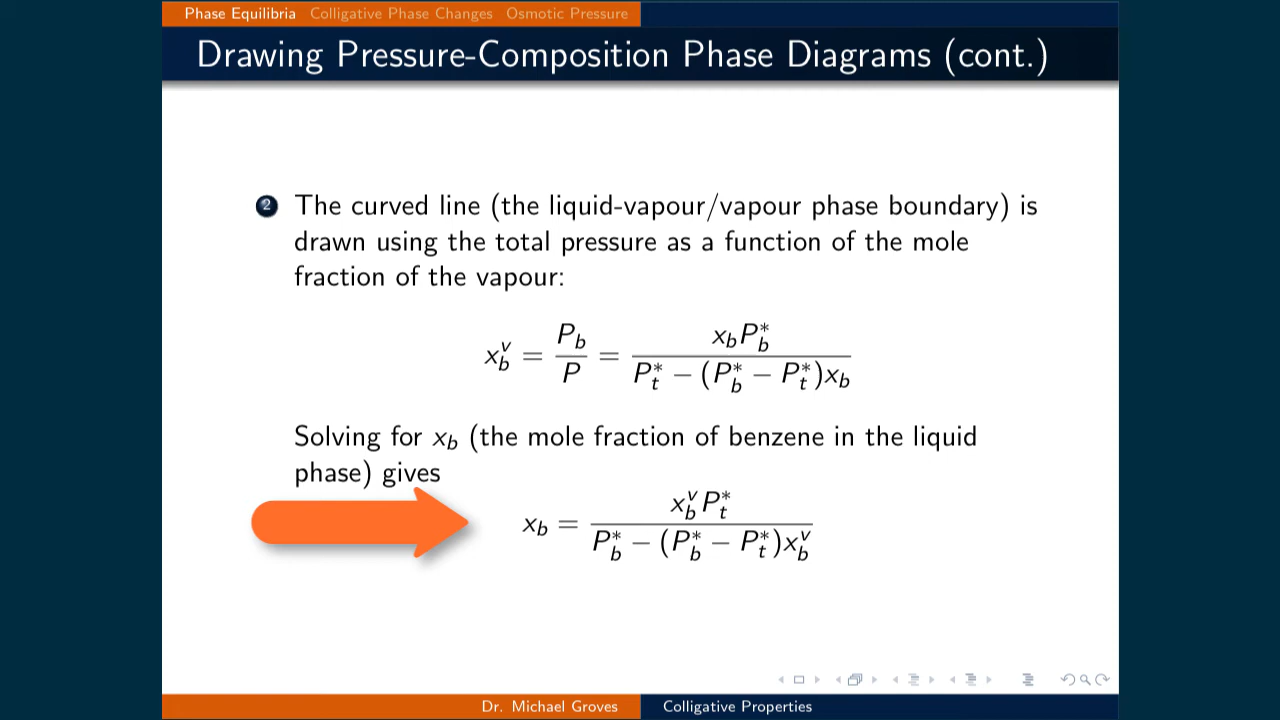 Phase Equilibria Colligative Phase Changes Osmotic Pressure
Drawing Pressure-Composition Phase Diagrams (cont.)
2 The curved line (the liquid-vapour/vapour phase boundary) is
drawn using the total pressure as a function of the mole
fraction of the vapour:
x_b^v = P_b / P = x_b P_b^* / (P_t^* − (P_b^* − P_t^*)x_b)
Solving for x_b (the mole fraction of benzene in the liquid
phase) gives
x_b = x_b^v P_t^* / (P_b^* − (P_b^* − P_t^*)x_b^v)
Dr. Michael Groves Colligative Properties